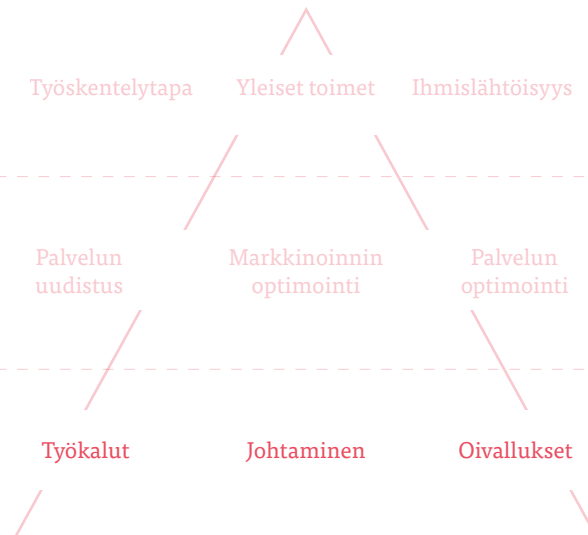 Työskentelytapa Yleiset toimet Ihmislähtöisyys
Palvelun Markkinoinnin Palvelun
uudistus optimointi optimointi
Työkalut Johtaminen Oivallukset